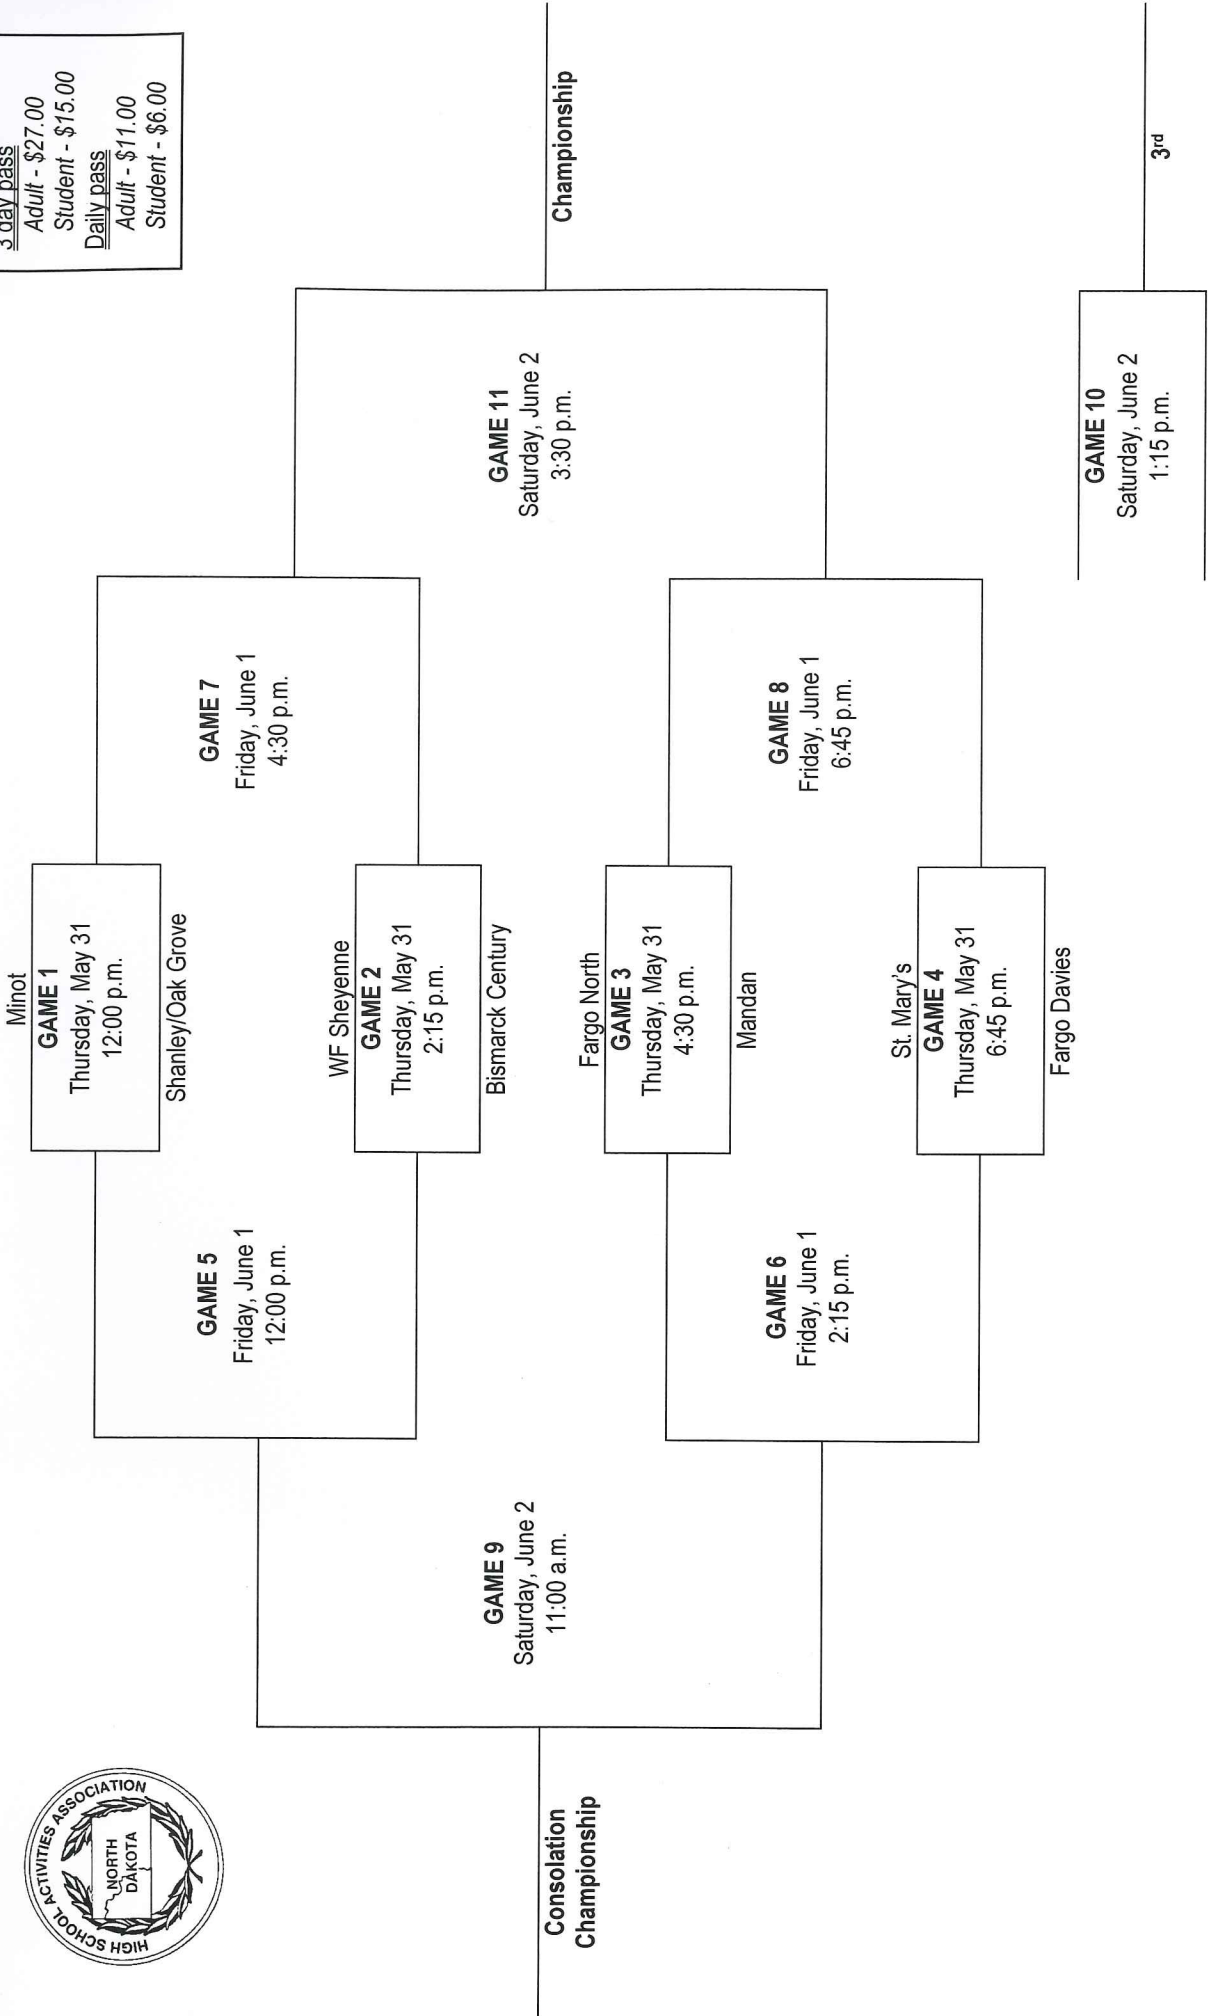 3 day pass
Adult - $27.00
Student - $15.00
Daily pass
Adult - $11.00
Student - $6.00
HIGH SCHOOL ACTIVITIES ASSOCIATION
NORTH
DAKOTA
Minot
GAME 1
Thursday, May 31
12:00 p.m.
Shanley/Oak Grove
WF Sheyenne
GAME 2
Thursday, May 31
2:15 p.m.
Bismarck Century
Fargo North
GAME 3
Thursday, May 31
4:30 p.m.
Mandan
St. Mary's
GAME 4
Thursday, May 31
6:45 p.m.
Fargo Davies
GAME 5
Friday, June 1
12:00 p.m.
GAME 6
Friday, June 1
2:15 p.m.
GAME 7
Friday, June 1
4:30 p.m.
GAME 8
Friday, June 1
6:45 p.m.
GAME 9
Saturday, June 2
11:00 a.m.
Consolation
Championship
GAME 11
Saturday, June 2
3:30 p.m.
Championship
GAME 10
Saturday, June 2
1:15 p.m.
3rd